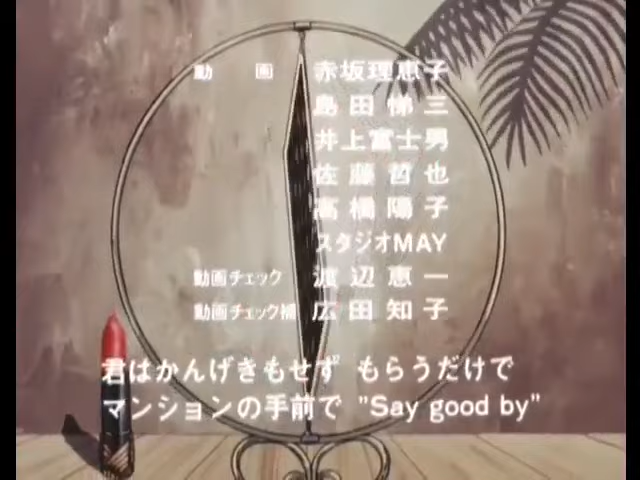 動画 赤坂理恵子
島田悌三
井上富士男
佐藤哲也
高橋陽子
スタジオMAY
動画チェック 渡辺恵一
動画チェック補 広田知子
君はかんげきもせず もらうだけで
マンションの手前で "Say good by"